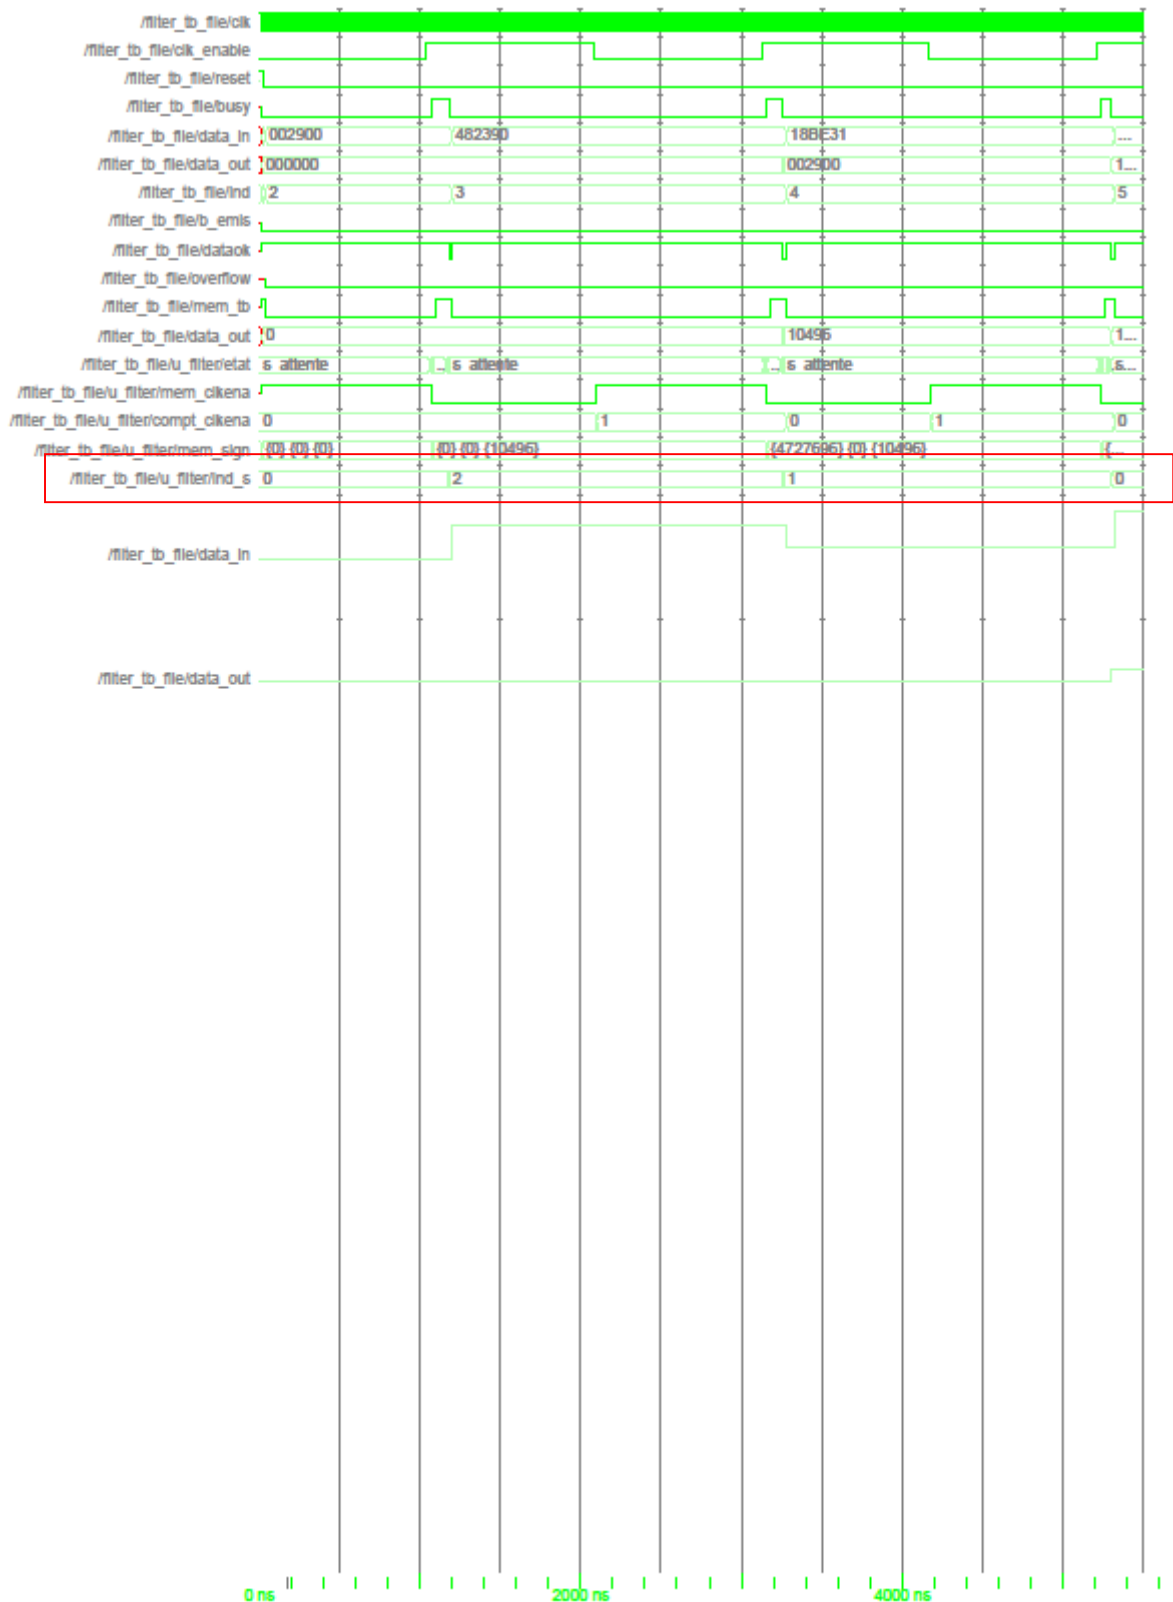 /filter_tb_file/clk
/filter_tb_file/clk_enable
/filter_tb_file/reset
/filter_tb_file/busy
/filter_tb_file/data_in 002900 482390 18BE31 ...
/filter_tb_file/data_out 000000 002900 1...
/filter_tb_file/ind 2 3 4 5
/filter_tb_file/b_emis
/filter_tb_file/dataok
/filter_tb_file/overflow
/filter_tb_file/mem_tb
/filter_tb_file/data_out 0 10496 1...
/filter_tb_file/u_filter/etat s_attente ... s_attente ... s_attente .s...
/filter_tb_file/u_filter/mem_clkena
/filter_tb_file/u_filter/compt_clkena 0 1 0 1 0
/filter_tb_file/u_filter/mem_sign {0} {0} {0} {0} {0} {10496} {4727696} {0} {10496} {...
/filter_tb_file/u_filter/ind_s 0 2 1 0
/filter_tb_file/data_in
/filter_tb_file/data_out
0 ns 2000 ns 4000 ns